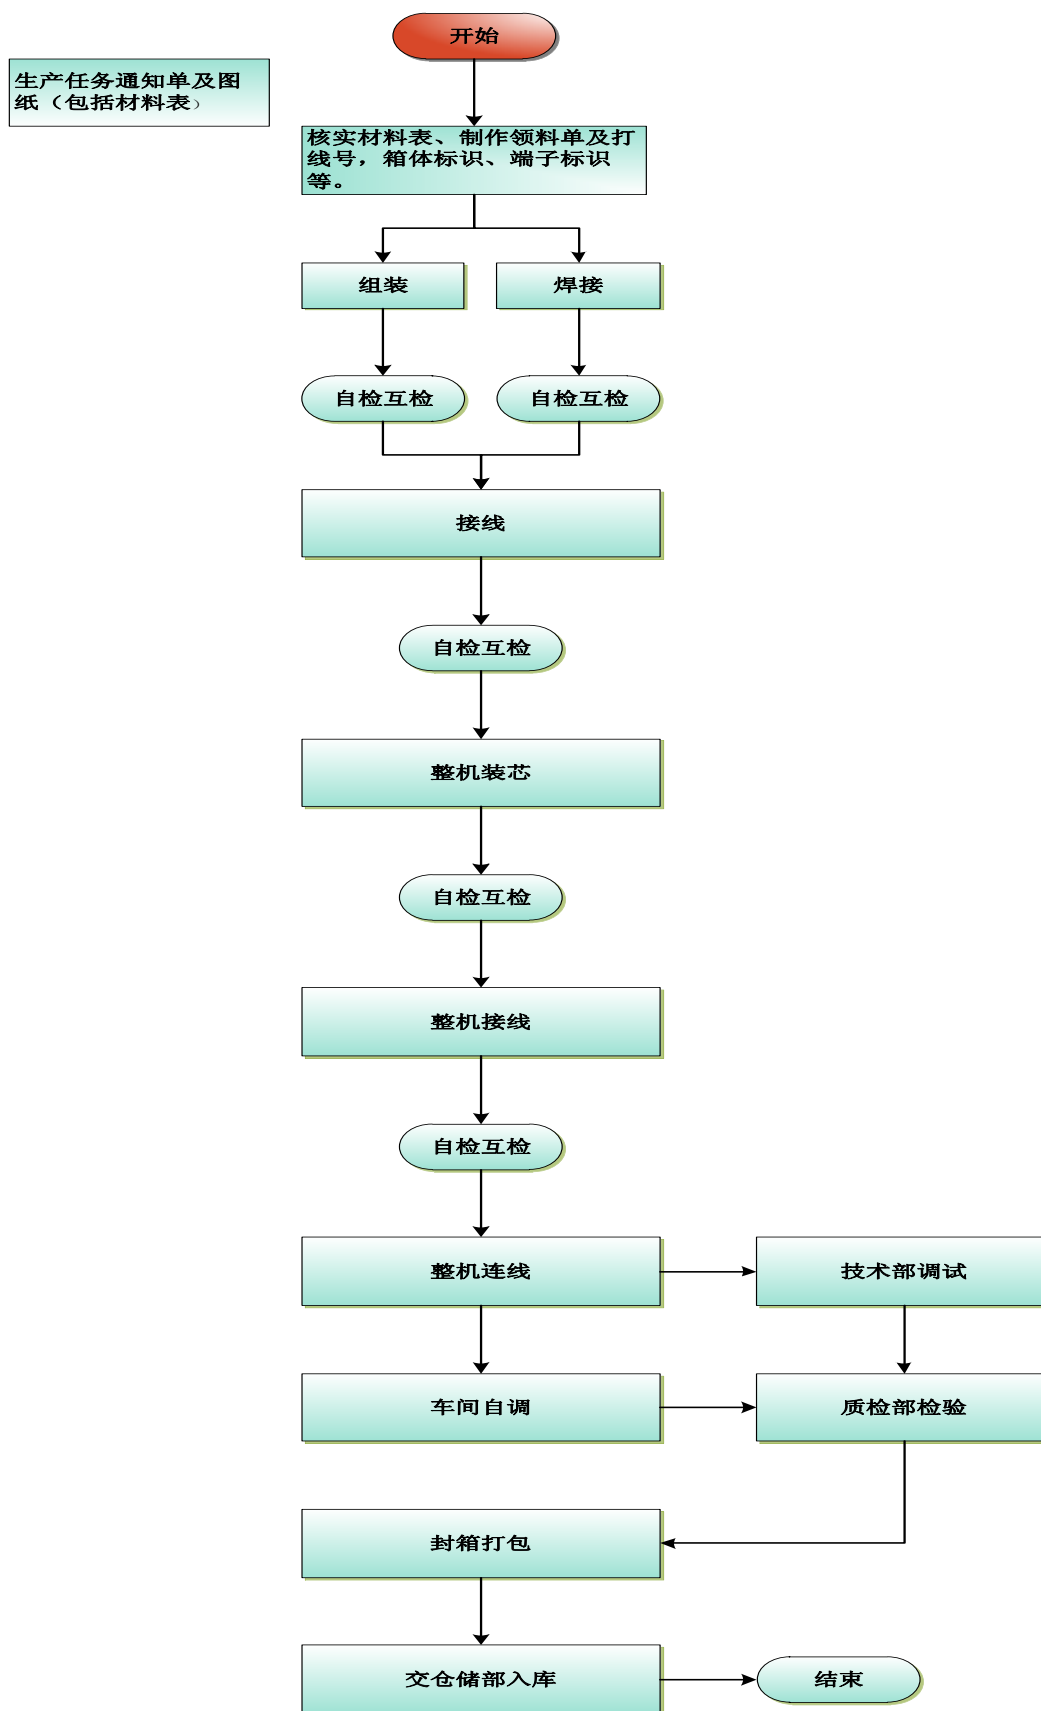 开始
生产任务通知单及图
纸（包括材料表）
核实材料表、制作领料单及打
线号，箱体标识、端子标识
等。
组装
焊接
自检互检
自检互检
接线
自检互检
整机装芯
自检互检
整机接线
自检互检
整机连线
技术部调试
车间自调
质检部检验
封箱打包
交仓储部入库
结束